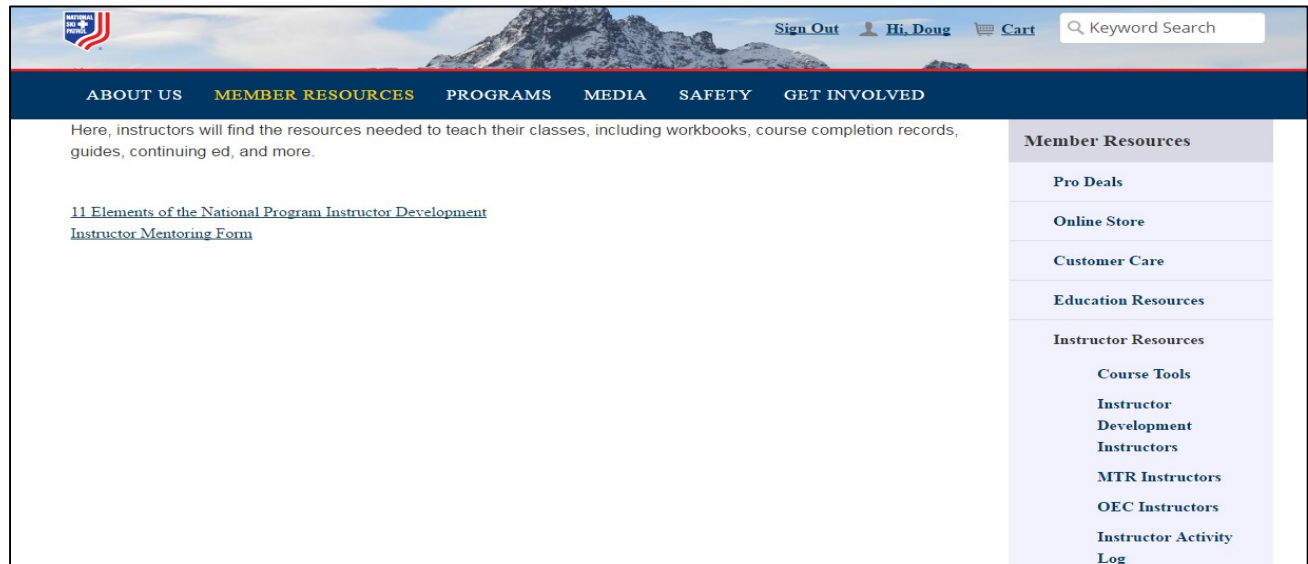 NATIONAL
SKI PATROL
Sign Out Hi, Doug Cart Keyword Search
ABOUT US MEMBER RESOURCES PROGRAMS MEDIA SAFETY GET INVOLVED
Here, instructors will find the resources needed to teach their classes, including workbooks, course completion records,
guides, continuing ed, and more.
11 Elements of the National Program Instructor Development
Instructor Mentoring Form
Member Resources
Pro Deals
Online Store
Customer Care
Education Resources
Instructor Resources
Course Tools
Instructor
Development
Instructors
MTR Instructors
OEC Instructors
Instructor Activity
Log